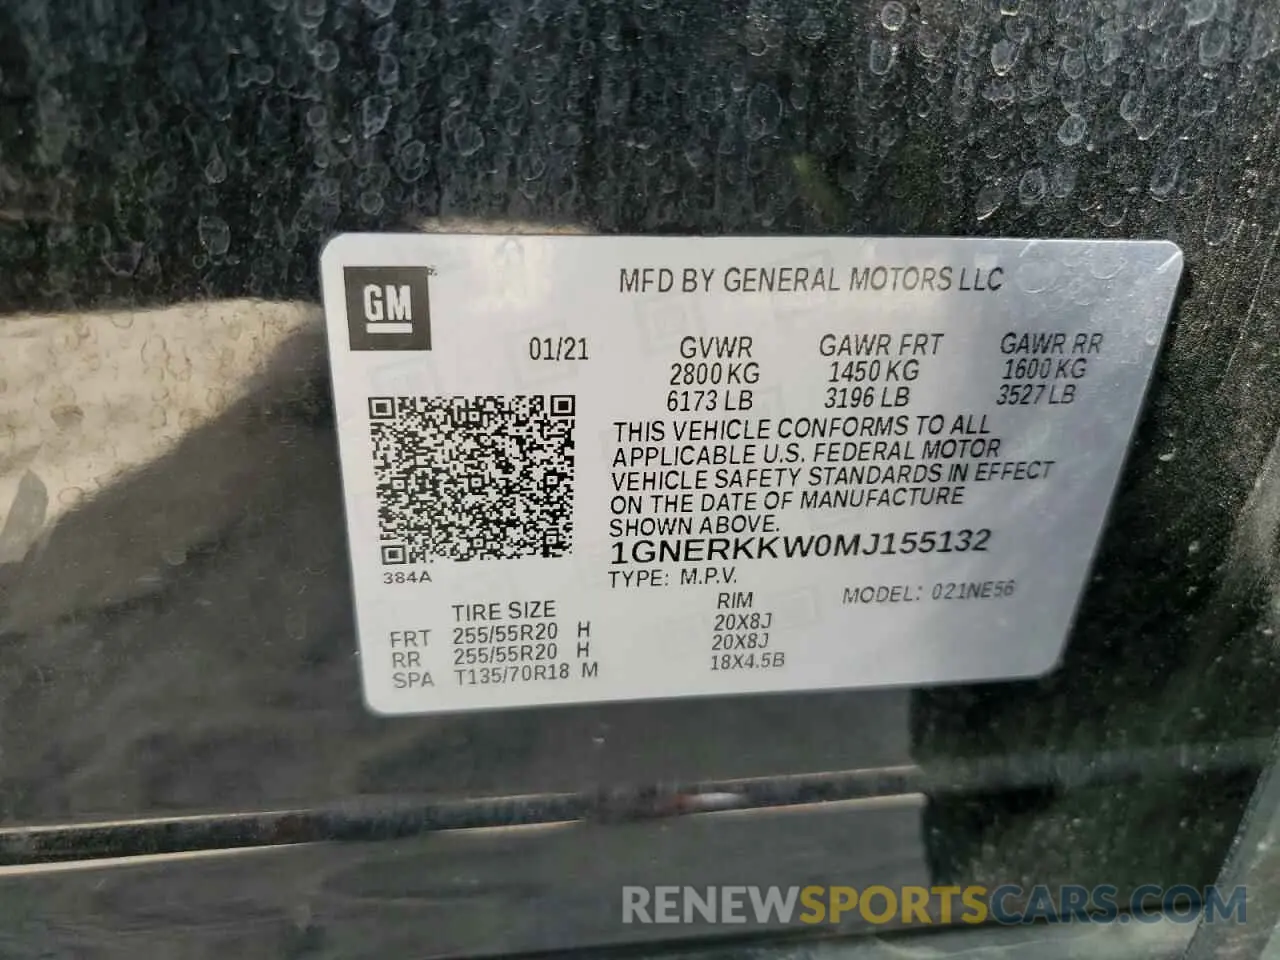 GM
MFD BY GENERAL MOTORS LLC
01/21 GVWR GAWR FRT GAWR RR
2800 KG 1450 KG 1600 KG
6173 LB 3196 LB 3527 LB
THIS VEHICLE CONFORMS TO ALL
APPLICABLE U.S. FEDERAL MOTOR
VEHICLE SAFETY STANDARDS IN EFFECT
ON THE DATE OF MANUFACTURE
SHOWN ABOVE.
1GNERKKW0MJ155132
384A
TYPE: M.P.V. MODEL: 021NE56
TIRE SIZE RIM
FRT 255/55R20 H 20X8J
RR 255/55R20 H 20X8J
SPA T135/70R18 M 18X4.5B
RENEWSPORTSCARS.COM